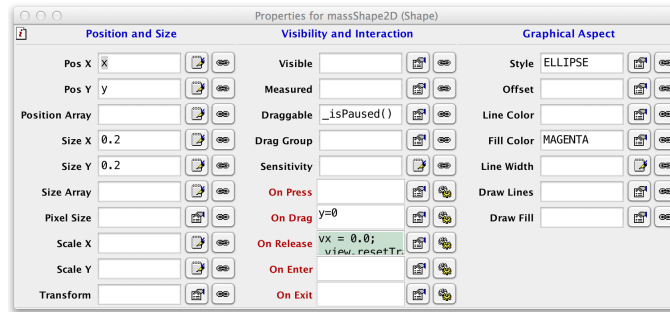 Properties for massShape2D (Shape)
Position and Size
Visibility and Interaction
Graphical Aspect
Pos X x
Visible
Style ELLIPSE
Pos Y y
Measured
Offset
Position Array
Draggable _isPaused()
Line Color
Size X 0.2
Drag Group
Fill Color MAGENTA
Size Y 0.2
Sensitivity
Line Width
Size Array
On Press
Draw Lines
Pixel Size
On Drag y=0
Draw Fill
Scale X
On Release vx = 0.0;
_view.resetTr
Scale Y
On Enter
Transform
On Exit